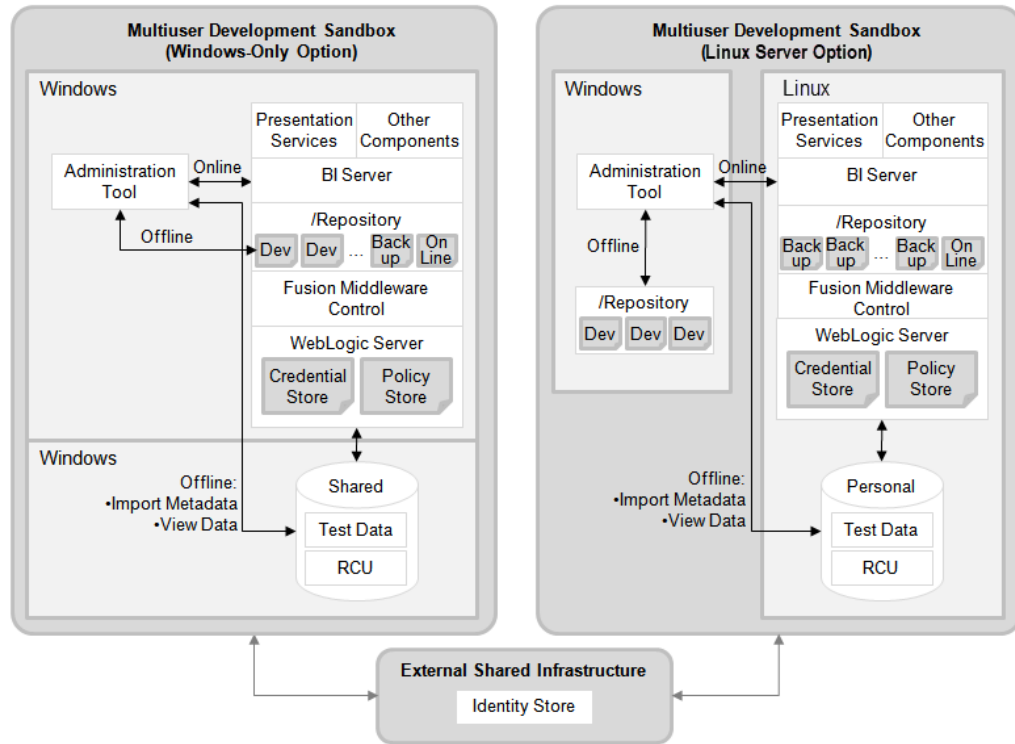 Multiuser Development Sandbox
(Windows-Only Option)
Windows
Presentation
Services
Other
Components
Administration
Tool
Online
BI Server
Offline
/Repository
Dev
Dev
...
Back
up
On
Line
Fusion Middleware
Control
WebLogic Server
Credential
Store
Policy
Store
Windows
Offline:
•Import Metadata
•View Data
Shared
Test Data
RCU
Multiuser Development Sandbox
(Linux Server Option)
Windows
Administration
Tool
Online
Offline
/Repository
Dev
Dev
Dev
Linux
Presentation
Services
Other
Components
BI Server
/Repository
Back
up
Back
up
...
Back
up
On
Line
Fusion Middleware
Control
WebLogic Server
Credential
Store
Policy
Store
Offline:
•Import Metadata
•View Data
Personal
Test Data
RCU
External Shared Infrastructure
Identity Store